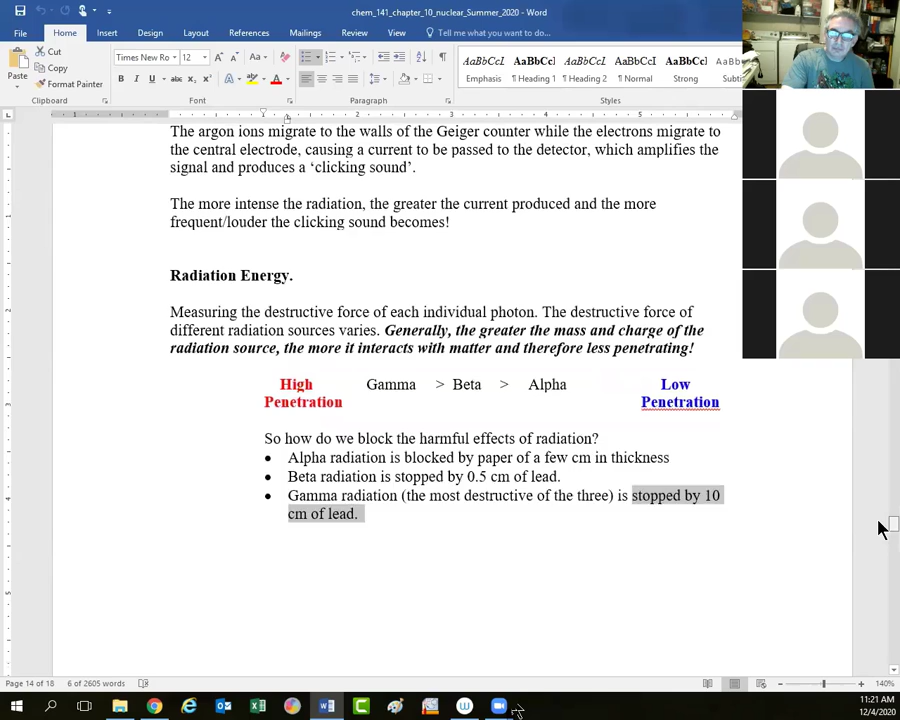 chem_141_chapter_10_nuclear_Summer_2020 - Word
File Home Insert Design Layout References Mailings Review View Tell me what you want to do...
Paste
Cut
Copy
Format Painter
Times New Ro 12
AaBbCcI AaBbCc AaBbCcI AaBbCcI AaBbCc AaBbCcl
Emphasis ¶ Heading 1 ¶ Heading 2 ¶ Normal Strong Subti
Clipboard Font Paragraph Styles
The argon ions migrate to the walls of the Geiger counter while the electrons migrate to
the central electrode, causing a current to be passed to the detector, which amplifies the
signal and produces a ‘clicking sound’.
The more intense the radiation, the greater the current produced and the more
frequent/louder the clicking sound becomes!
Radiation Energy.
Measuring the destructive force of each individual photon. The destructive force of
different radiation sources varies. Generally, the greater the mass and charge of the
radiation source, the more it interacts with matter and therefore less penetrating!
High Gamma > Beta > Alpha Low
Penetration Penetration
So how do we block the harmful effects of radiation?
• Alpha radiation is blocked by paper of a few cm in thickness
• Beta radiation is stopped by 0.5 cm of lead.
• Gamma radiation (the most destructive of the three) is stopped by 10
cm of lead.
Page 14 of 18 6 of 2605 words 140%
11:21 AM
12/4/2020